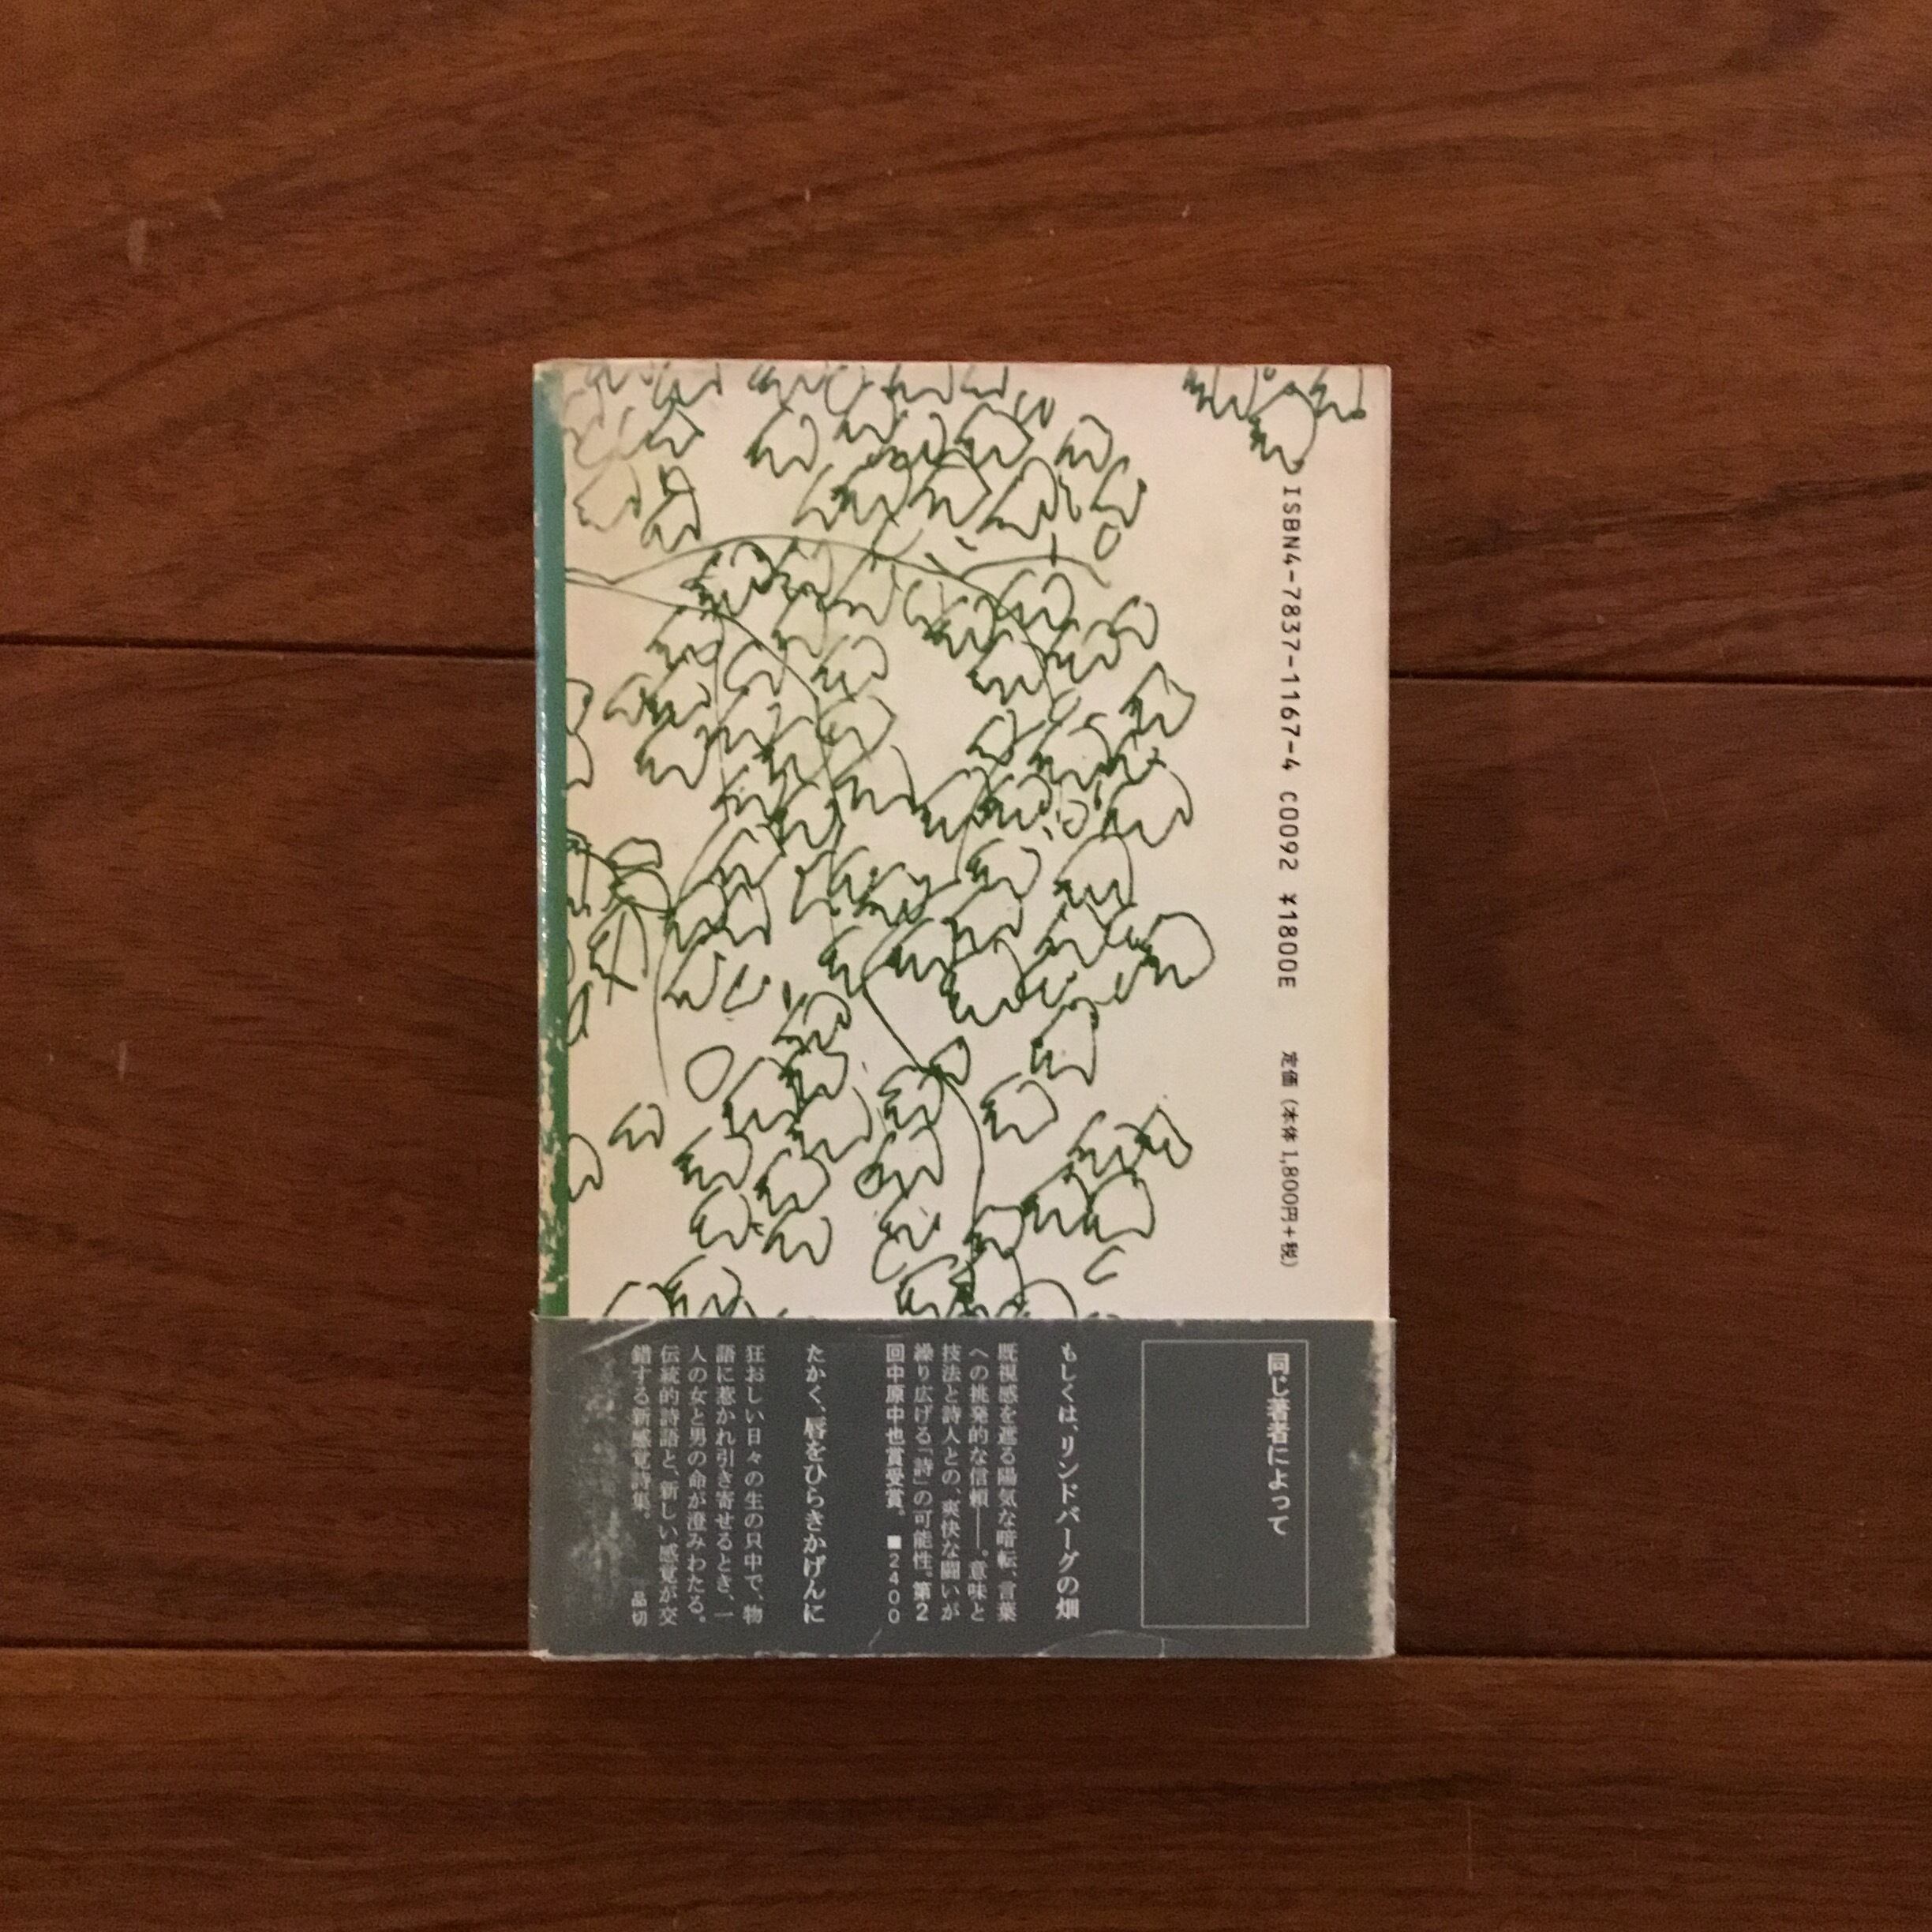 ISBN4-7837-1167-4 C0092 ¥1800E 定価(本体1,800円+税)
同じ著者によって
もしくは、リンドバーグの畑
既視感を遮る陽気な暗転、言葉
への挑発的な信頼——。意味と
技法と詩人との、爽快な闘いが
繰り広げる「詩」の可能性。第2
回中原中也賞受賞。 ■2400
たかく、唇をひらきかげんに
狂おしい日々の生の只中で、物
語に惹かれ引き寄せるとき、一
人の女と男の命が澄みわたる。
伝統的詩語と、新しい感覚が交
錯する新感覚詩集。 品切